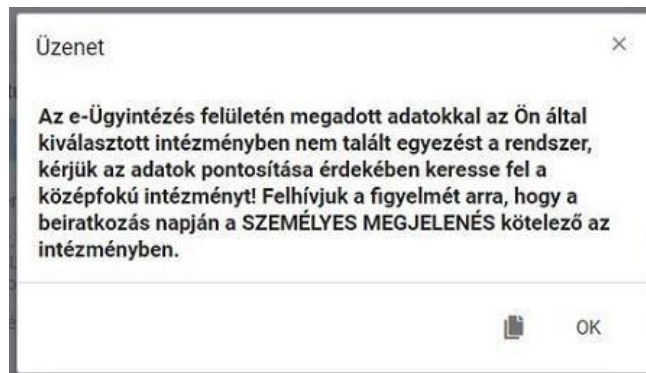 Üzenet
Az e-Ügyintézés felületén megadott adatokkal az Ön által
kiválasztott intézményben nem talált egyezést a rendszer,
kérjük az adatok pontosítása érdekében keresse fel a
középfokú intézményt! Felhívjuk a figyelmét arra, hogy a
beiratkozás napján a SZEMÉLYES MEGJELENÉS kötelező az
intézményben.
OK